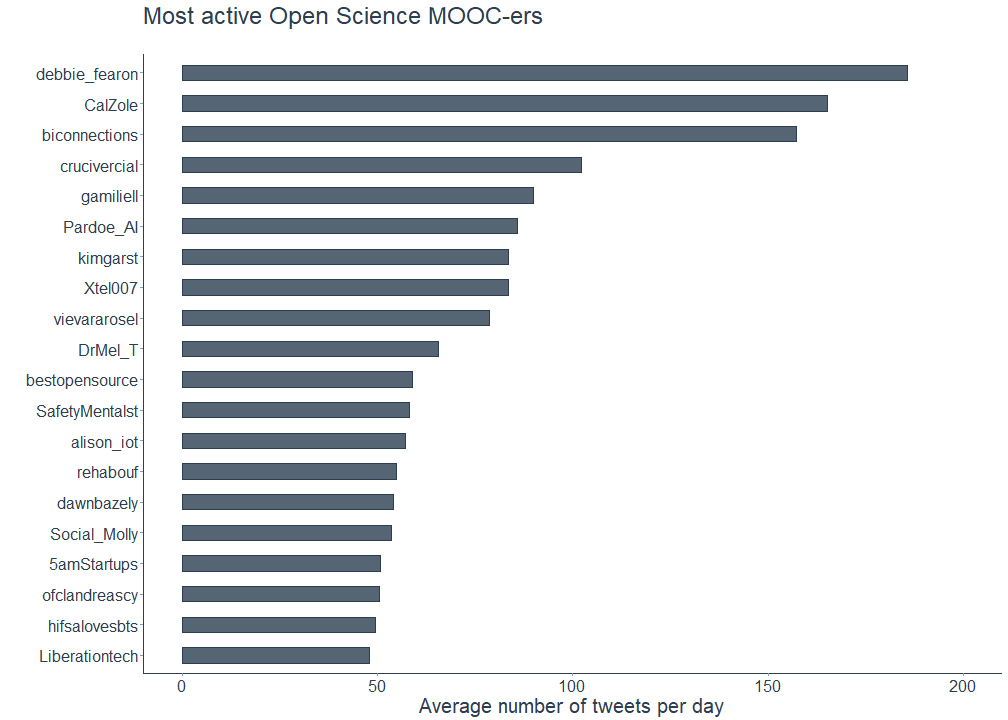 Most active Open Science MOOC-ers
debbie_fearon
CalZole
biconnections
crucivercial
gamiliell
Pardoe_AI
kimgarst
Xtel007
vievararosel
DrMel_T
bestopensource
SafetyMentalst
alison_iot
rehabouf
dawnbazely
Social_Molly
5amStartups
ofclandreascy
hifsalovesbts
Liberationtech
0 50 100 150 200
Average number of tweets per day